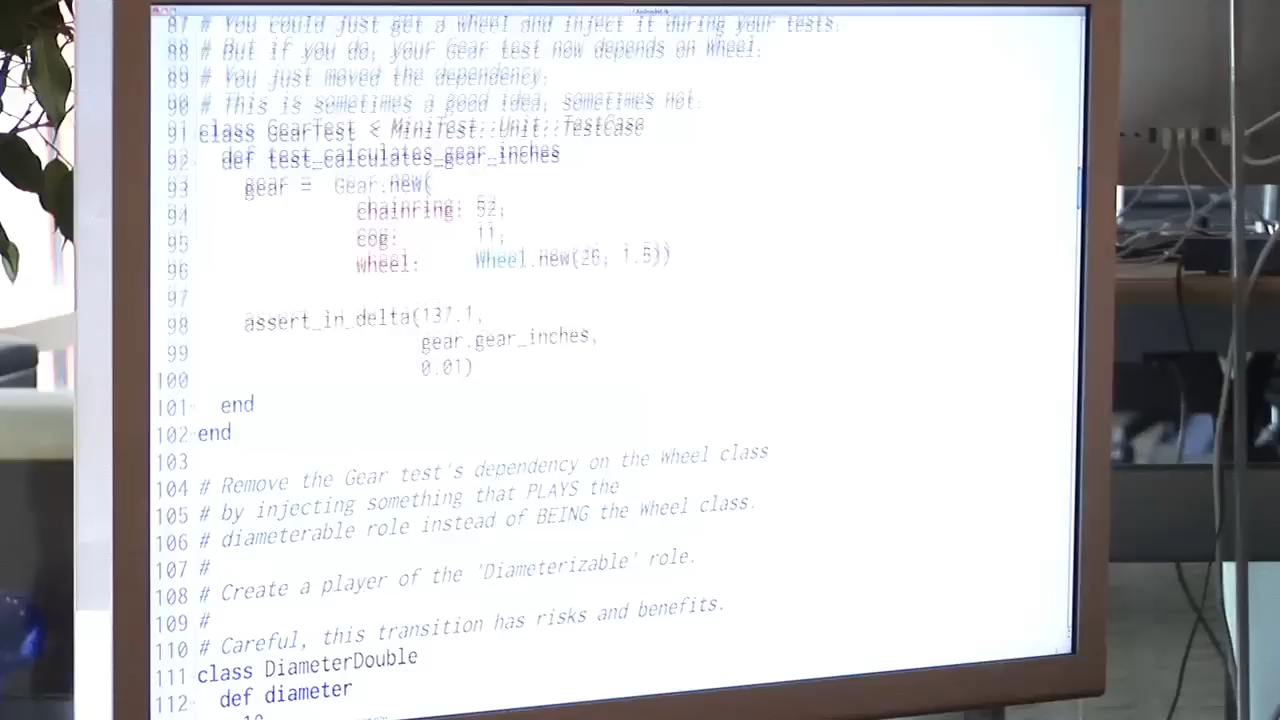 87 # You could just get a wheel and inject it during your tests.
88 # But if you do, your Gear test now depends on Wheel.
89 # You just moved the dependency.
90 # This is sometimes a good idea, sometimes not.
91 class GearTest < MiniTest::Unit::TestCase
92 def test_calculates_gear_inches
93 gear = Gear.new(
94 chainring: 52,
95 cog: 11,
96 wheel: Wheel.new(26, 1.5))
97
98 assert_in_delta(137.1,
99 gear.gear_inches,
100 0.01)
101 end
102 end
103
104 # Remove the Gear test's dependency on the Wheel class
105 # by injecting something that PLAYS the
106 # diameterable role instead of BEING the Wheel class.
107 #
108 # Create a player of the 'Diameterizable' role.
109 #
110 # Careful, this transition has risks and benefits.
111 class DiameterDouble
112 def diameter
10